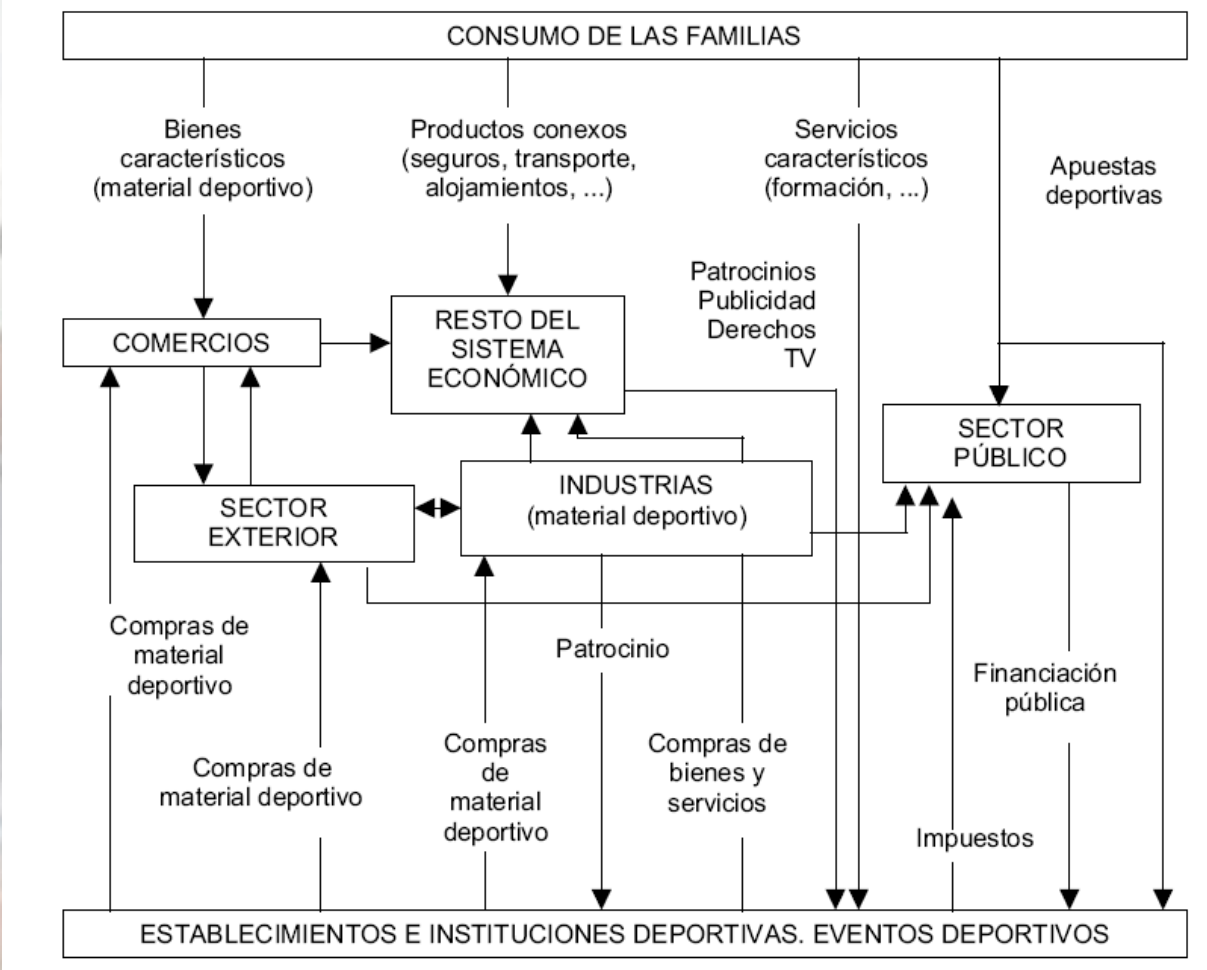 CONSUMO DE LAS FAMILIAS
Bienes
característicos
(material deportivo)
Productos conexos
(seguros, transporte,
alojamientos, ...)
Servicios
característicos
(formación, ...)
Apuestas
deportivas
Patrocinios
Publicidad
Derechos
TV
COMERCIOS
RESTO DEL
SISTEMA
ECONÓMICO
SECTOR
PÚBLICO
SECTOR
EXTERIOR
INDUSTRIAS
(material deportivo)
Compras de
material
deportivo
Patrocinio
Financiación
pública
Compras de
material deportivo
Compras
de
material
deportivo
Compras de
bienes y
servicios
Impuestos
ESTABLECIMIENTOS E INSTITUCIONES DEPORTIVAS. EVENTOS DEPORTIVOS